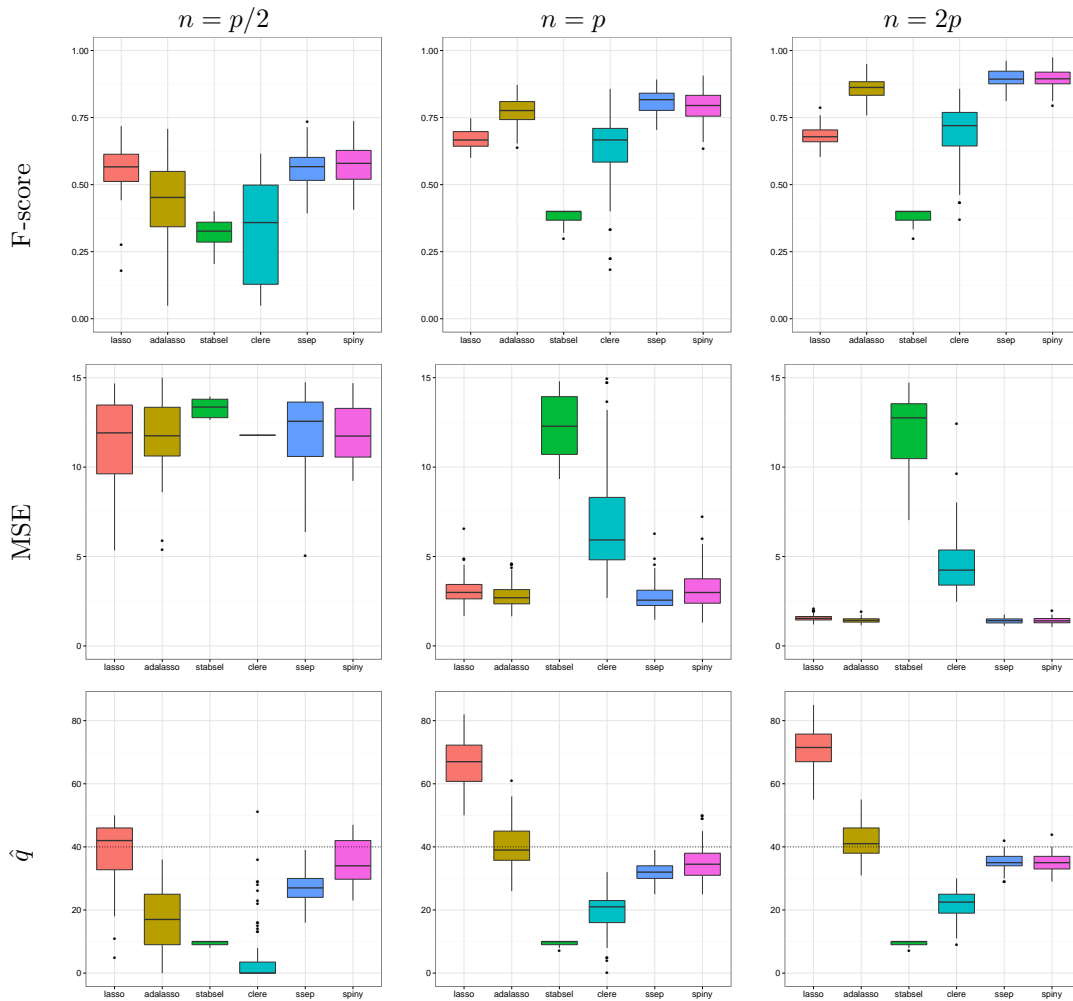 n = p/2 n = p n = 2p
F-score
1.00 1.00 1.00
0.75 0.75 0.75
0.50 0.50 0.50
0.25 0.25 0.25
0.00 0.00 0.00
lasso adalasso stabsel clere ssep spiny lasso adalasso stabsel clere ssep spiny lasso adalasso stabsel clere ssep spiny
MSE
15 15 15
10 10 10
5 5 5
0 0 0
lasso adalasso stabsel clere ssep spiny lasso adalasso stabsel clere ssep spiny lasso adalasso stabsel clere ssep spiny
q̂
80 80 80
60 60 60
40 40 40
20 20 20
0 0 0
lasso adalasso stabsel clere ssep spiny lasso adalasso stabsel clere ssep spiny lasso adalasso stabsel clere ssep spiny